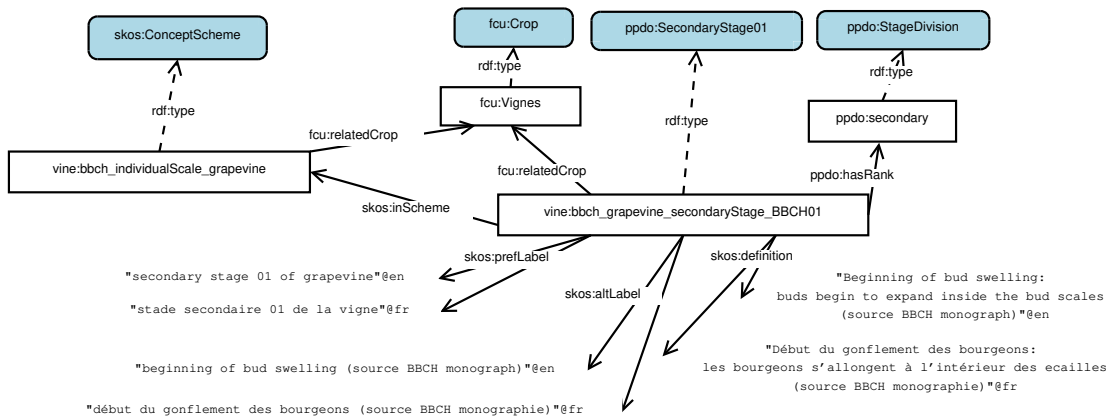 fcu:Crop
skos:ConceptScheme
ppdo:SecondaryStage01
ppdo:StageDivision
rdf:type
rdf:type
rdf:type
rdf:type
fcu:Vignes
ppdo:secondary
fcu:relatedCrop
vine:bbch_individualScale_grapevine
fcu:relatedCrop
ppdo:hasRank
skos:inScheme
vine:bbch_grapevine_secondaryStage_BBCH01
skos:prefLabel
skos:definition
"secondary stage 01 of grapevine"@en
"stade secondaire 01 de la vigne"@fr
skos:altLabel
"Beginning of bud swelling:
buds begin to expand inside the bud scales
(source BBCH monograph)"@en
"Début du gonflement des bourgeons:
les bourgeons s'allongent à l'intérieur des ecailles
(source BBCH monographie)"@fr
"beginning of bud swelling (source BBCH monograph)"@en
"début du gonflement des bourgeons (source BBCH monographie)"@fr